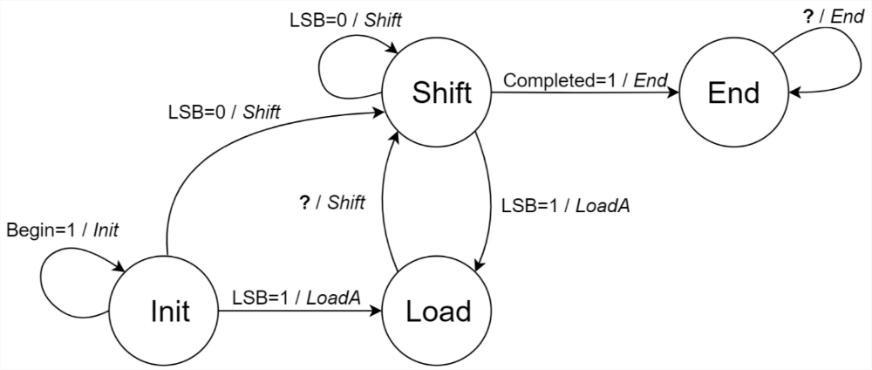 LSB=0 / Shift
? / End
Shift
Completed=1 / End
End
LSB=0 / Shift
? / Shift
LSB=1 / LoadA
Begin=1 / Init
LSB=1 / LoadA
Init
Load